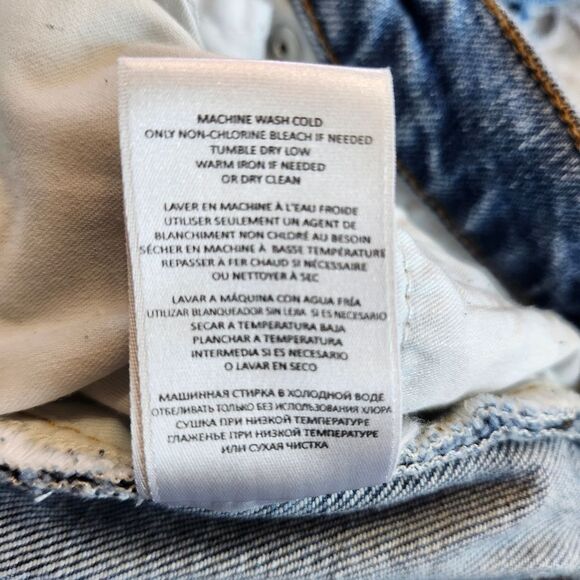 MACHINE WASH COLD
ONLY NON-CHLORINE BLEACH IF NEEDED
TUMBLE DRY LOW
WARM IRON IF NEEDED
OR DRY CLEAN
LAVER EN MACHINE À L'EAU FROIDE
UTILISER SEULEMENT UN AGENT DE
BLANCHIMENT NON CHLORÉ AU BESOIN
SÉCHER EN MACHINE À BASSE TEMPÉRATURE
REPASSER À FER CHAUD SI NÉCESSAIRE
OU NETTOYER À SEC
LAVAR A MÁQUINA CON AGUA FRÍA
UTILIZAR BLANQUEADOR SIN LEJIA SI ES NECESARIO
SECAR A TEMPERATURA BAJA
PLANCHAR A TEMPERATURA
INTERMEDIA SI ES NECESARIO
O LAVAR EN SECO
МАШИННАЯ СТИРКА В ХОЛОДНОЙ ВОДЕ
ОТБЕЛИВАТЬ ТОЛЬКО БЕЗ ИСПОЛЬЗОВАНИЯ ХЛОРА
СУШКА ПРИ НИЗКОЙ ТЕМПЕРАТУРЕ
ГЛАЖЕНЬЕ ПРИ НИЗКОЙ ТЕМПЕРАТУРЕ
ИЛИ СУХАЯ ЧИСТКА